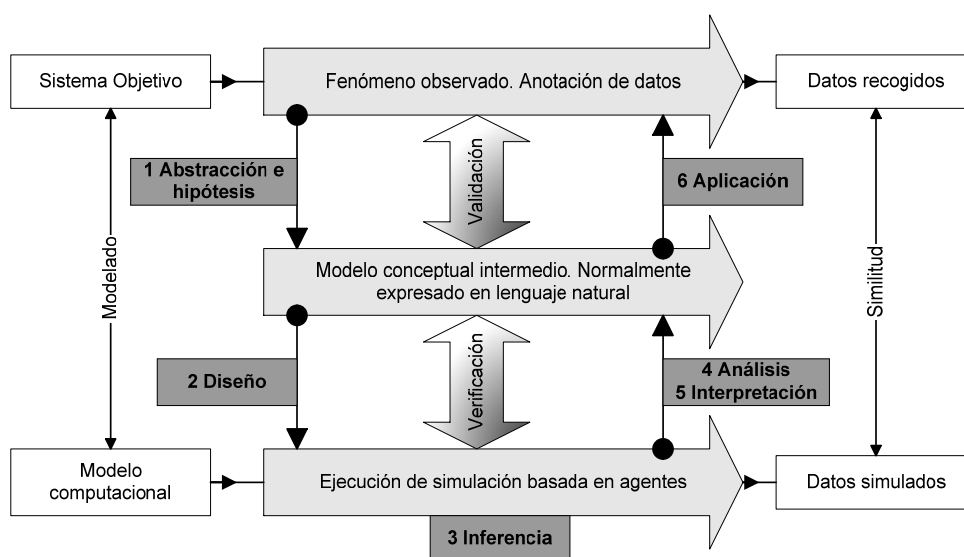 Sistema Objetivo
Fenómeno observado. Anotación de datos
Datos recogidos
1 Abstracción e
hipótesis
Validación
6 Aplicación
Modelado
Modelo conceptual intermedio. Normalmente
expresado en lenguaje natural
Similitud
2 Diseño
Verificación
4 Análisis
5 Interpretación
Modelo
computacional
Ejecución de simulación basada en agentes
Datos simulados
3 Inferencia